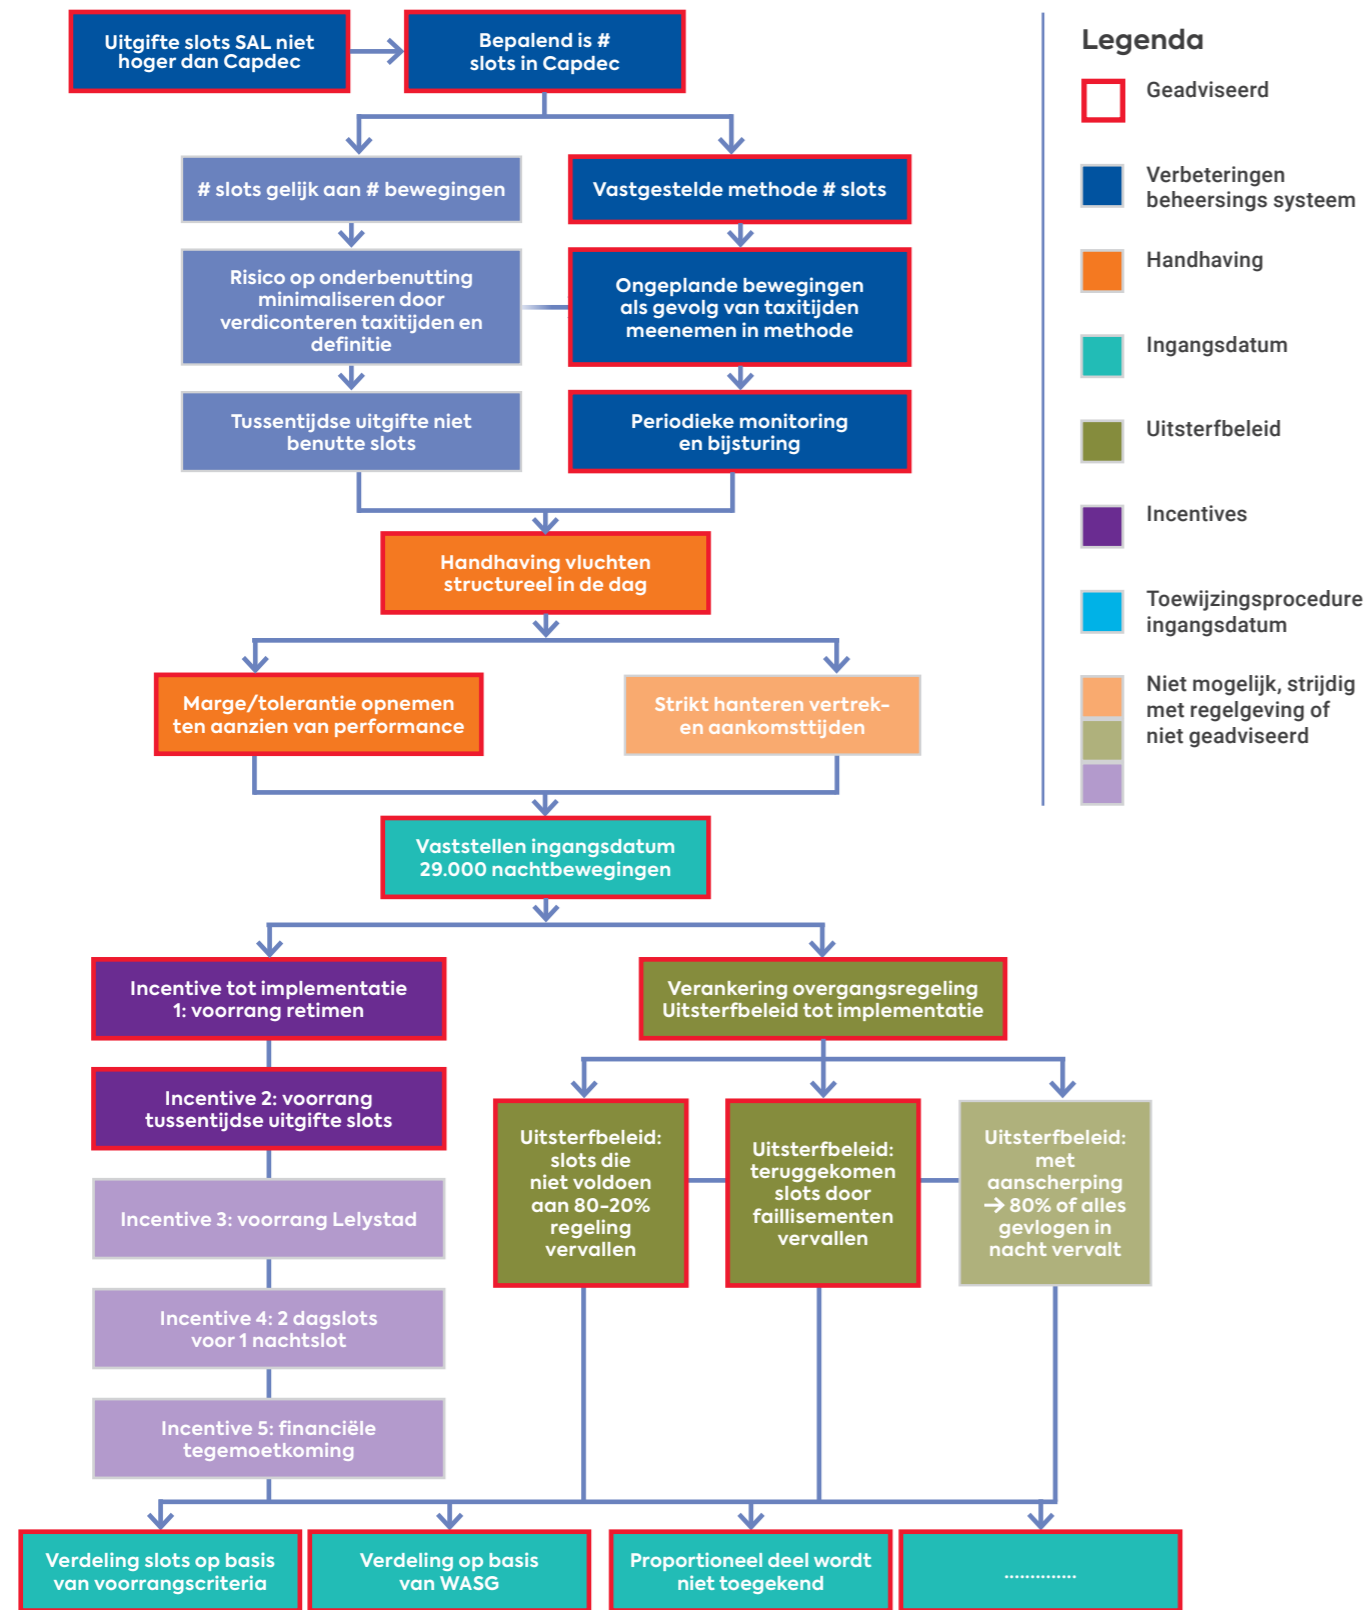 Uitgifte slots SAL niet
hoger dan Capdec
Bepalend is #
slots in Capdec
# slots gelijk aan # bewegingen
Vastgestelde methode # slots
Risico op onderbenutting
minimaliseren door
verdiconteren taxitijden en
definitie
Ongeplande bewegingen
als gevolg van taxitijden
meenemen in methode
Tussentijdse uitgifte niet
benutte slots
Periodieke monitoring
en bijsturing
Handhaving vluchten
structureel in de dag
Marge/tolerantie opnemen
ten aanzien van performance
Strikt hanteren vertrek-
en aankomsttijden
Vaststellen ingangsdatum
29.000 nachtbewegingen
Incentive tot implementatie
1: voorrang retimen
Verankering overgangsregeling
Uitsterfbeleid tot implementatie
Incentive 2: voorrang
tussentijdse uitgifte slots
Incentive 3: voorrang Lelystad
Incentive 4: 2 dagslots
voor 1 nachtslot
Incentive 5: financiële
tegemoetkoming
Uitsterfbeleid:
slots die
niet voldoen
aan 80-20%
regeling
vervallen
Uitsterfbeleid:
teruggekomen
slots door
faillisementen
vervallen
Uitsterfbeleid:
met
aanscherping
→ 80% of alles
gevlogen in
nacht vervalt
Verdeling slots op basis
van voorrangscriteria
Verdeling op basis
van WASG
Proportioneel deel wordt
niet toegekend
..............
Legenda
Geadviseerd
Verbeteringen
beheersings systeem
Handhaving
Ingangsdatum
Uitsterfbeleid
Incentives
Toewijzingsprocedure
ingangsdatum
Niet mogelijk, strijdig
met regelgeving of
niet geadviseerd